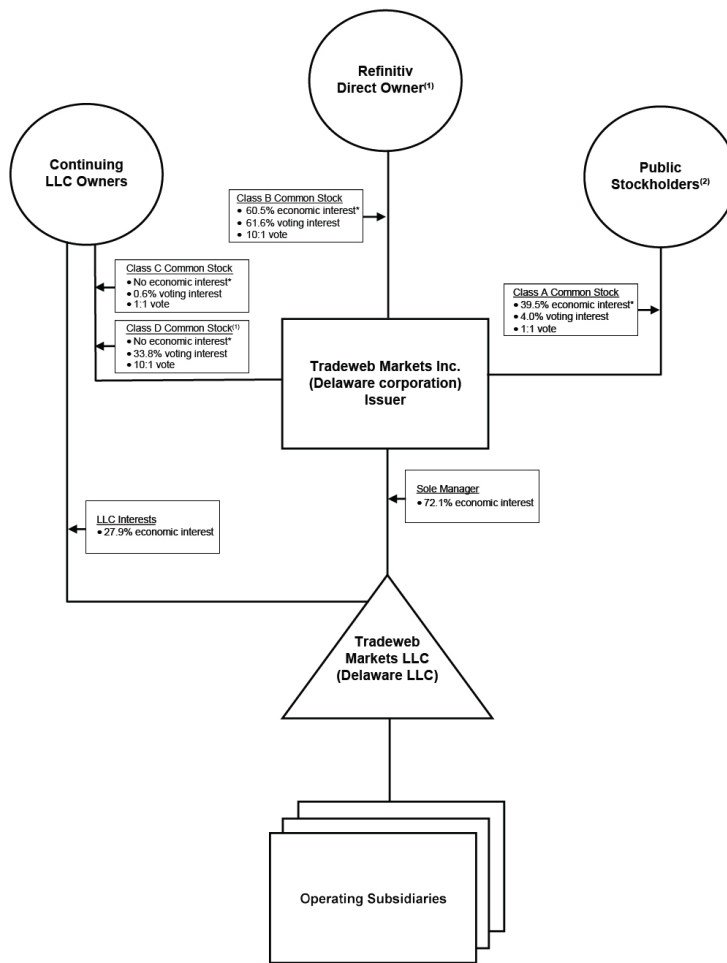 Refinitiv
Direct Owner(1)
Continuing
LLC Owners
Public
Stockholders(2)
Class B Common Stock
• 60.5% economic interest*
• 61.6% voting interest
• 10:1 vote
Class C Common Stock
• No economic interest*
• 0.6% voting interest
• 1:1 vote
Class A Common Stock
• 39.5% economic interest*
• 4.0% voting interest
• 1:1 vote
Class D Common Stock(1)
• No economic interest*
• 33.8% voting interest
• 10:1 vote
Tradeweb Markets Inc.
(Delaware corporation)
Issuer
Sole Manager
• 72.1% economic interest
LLC Interests
• 27.9% economic interest
Tradeweb
Markets LLC
(Delaware LLC)
Operating Subsidiaries